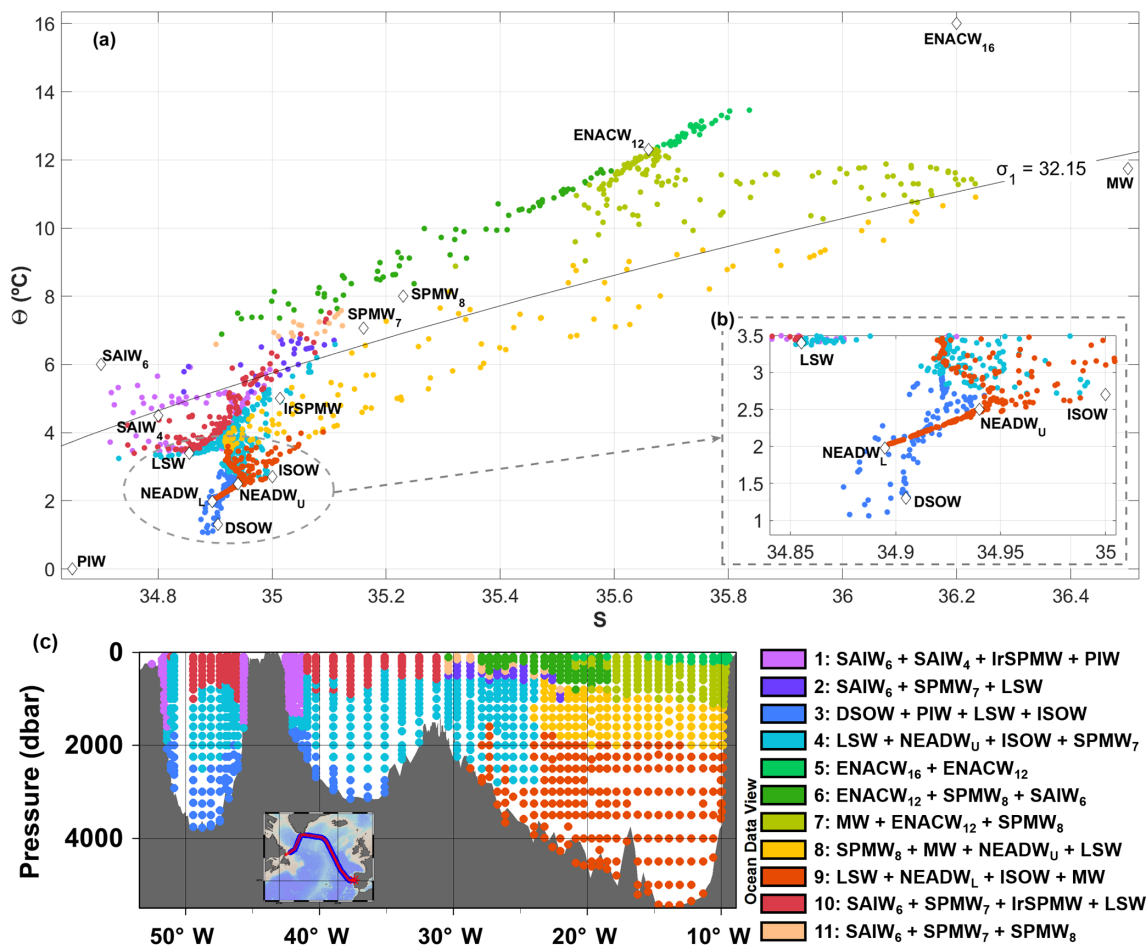 (a)
16
14
12
10
8
6
4
2
0
Θ (ºC)
ENACW16
ENACW12
σ1 = 32.15
MW
SPMW8
SPMW7
SAIW6
SAIW4
IrSPMW
LSW
ISOW
NEADWL
NEADWU
DSOW
PIW
34.8
35
35.2
35.4
35.6
35.8
36
36.2
36.4
S
(b)
3.5
3
2.5
2
1.5
1
LSW
ISOW
NEADWU
NEADWL
DSOW
34.85
34.9
34.95
35
(c)
0
2000
4000
Pressure (dbar)
50°W
40°W
30°W
20°W
10°W
Ocean Data View
1: SAIW6 + SAIW4 + IrSPMW + PIW
2: SAIW6 + SPMW7 + LSW
3: DSOW + PIW + LSW + ISOW
4: LSW + NEADWU + ISOW + SPMW7
5: ENACW16 + ENACW12
6: ENACW12 + SPMW8 + SAIW6
7: MW + ENACW12 + SPMW8
8: SPMW8 + MW + NEADWU + LSW
9: LSW + NEADWL + ISOW + MW
10: SAIW6 + SPMW7 + IrSPMW + LSW
11: SAIW6 + SPMW7 + SPMW8